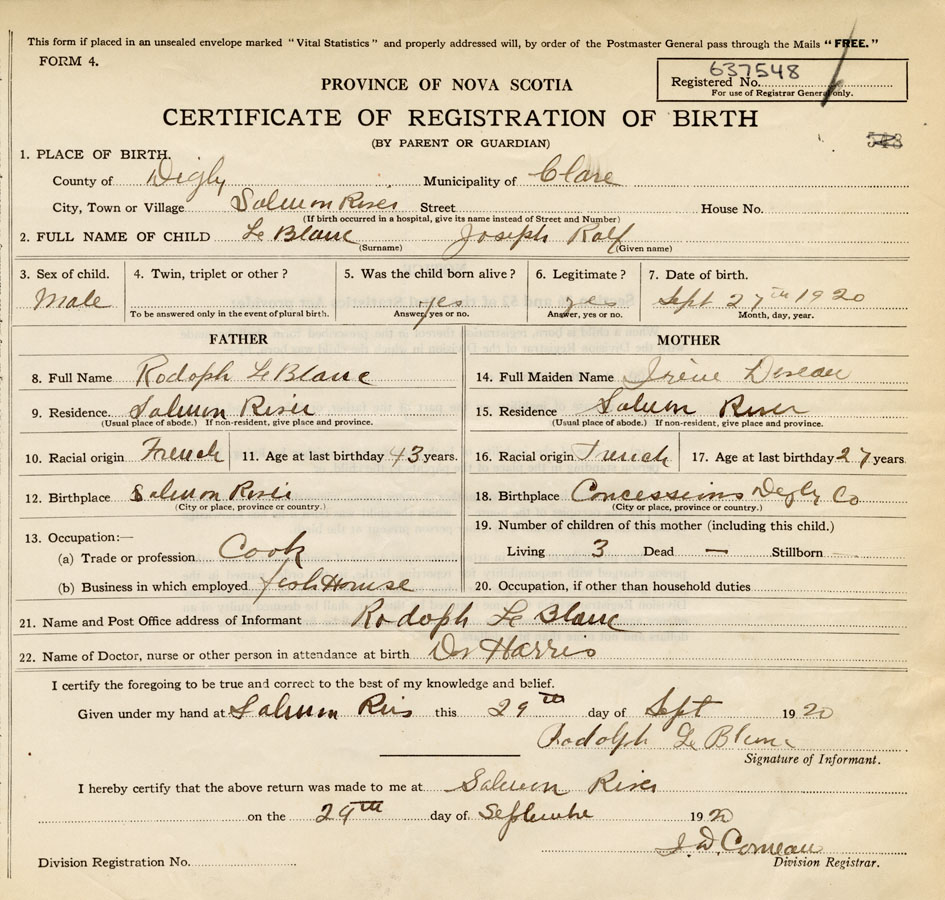 This form if placed in an unsealed envelope marked "Vital Statistics" and properly addressed will, by order of the Postmaster General pass through the Mails "FREE."
FORM 4.
637548
Registered No.
For use of Registrar General only.
PROVINCE OF NOVA SCOTIA
CERTIFICATE OF REGISTRATION OF BIRTH
(BY PARENT OR GUARDIAN)
1. PLACE OF BIRTH.
County of Digby Municipality of Clare
City, Town or Village Salmon River Street House No.
(If birth occurred in a hospital, give its name instead of Street and Number)
2. FULL NAME OF CHILD Le Blanc Joseph Ralf
(Surname) (Given name)
3. Sex of child. 4. Twin, triplet or other? 5. Was the child born alive? 6. Legitimate? 7. Date of birth.
Male yes yes Sept 27th 1920
To be answered only in the event of plural birth. Answer, yes or no. Answer, yes or no. Month, day, year.
FATHER MOTHER
8. Full Name Rodolph Le Blanc 14. Full Maiden Name Irene
9. Residence. Salmon River 15. Residence Salmon River
(Usual place of abode.) If non-resident, give place and province. (Usual place of abode.) If non-resident, give place and province.
10. Racial origin French 11. Age at last birthday 43 years. 16. Racial origin French 17. Age at last birthday 27 years.
12. Birthplace Salmon River 18. Birthplace Concessions Digby Co
(City or place, province or country.) (City or place, province or country.)
13. Occupation:— 19. Number of children of this mother (including this child.)
(a) Trade or profession Cook Living 3 Dead — Stillborn —
(b) Business in which employed fish House 20. Occupation, if other than household duties
21. Name and Post Office address of Informant Rodolph Le Blanc
22. Name of Doctor, nurse or other person in attendance at birth Dr Harris
I certify the foregoing to be true and correct to the best of my knowledge and belief.
Given under my hand at Salmon River this 29th day of Sept 1920
Rodolph Le Blanc
Signature of Informant.
I hereby certify that the above return was made to me at Salmon River
on the 29th day of September 1920
J. W. Comeau
Division Registration No. Division Registrar.